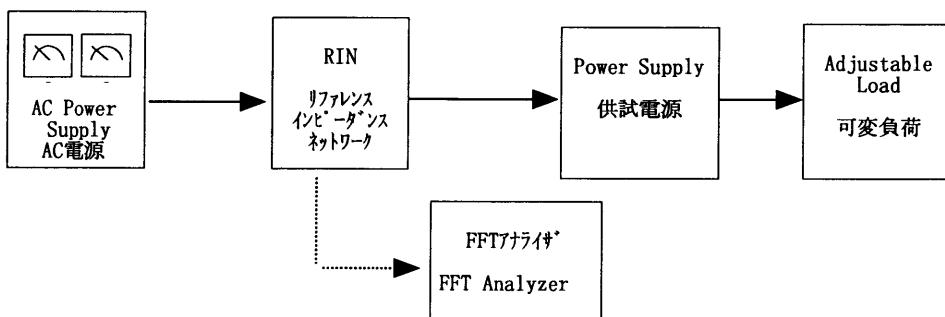 AC Power
Supply
AC電源
RIN
ﾘﾌｧﾚﾝｽ
ｲﾝﾋﾟｰﾀﾞﾝｽ
ﾈｯﾄﾜｰｸ
Power Supply
供試電源
Adjustable
Load
可変負荷
FFTｱﾅﾗｲｻﾞ
FFT Analyzer